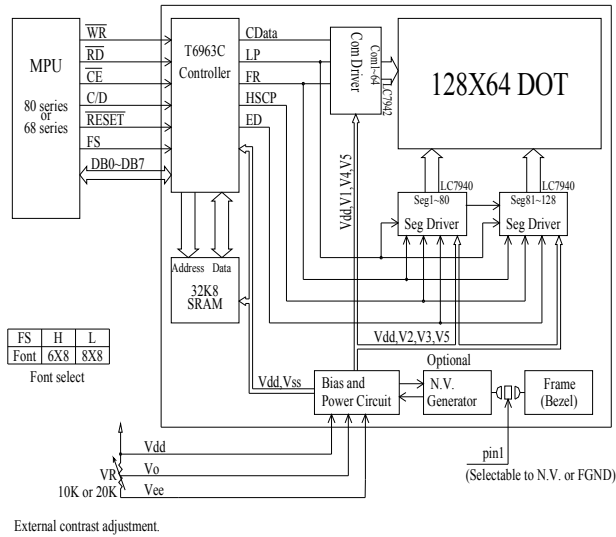 MPU
80 series
or
68 series
WR
RD
CE
C/D
RESET
FS
DB0~DB7
T6963C
Controller
CData
LP
FR
HSCP
ED
Com Driver
Com1~64
LC7942
128X64 DOT
Vdd,V1,V4,V5
LC7940
Seg1~80
Seg Driver
LC7940
Seg81~128
Seg Driver
Address Data
32K8
SRAM
FS H L
Font 6X8 8X8
Font select
Vdd,V2,V3,V5
Vdd,Vss
Bias and
Power Circuit
Optional
N.V.
Generator
Frame
(Bezel)
pin1
(Selectable to N.V. or FGND)
Vdd
Vo
VR
10K or 20K
Vee
External contrast adjustment.